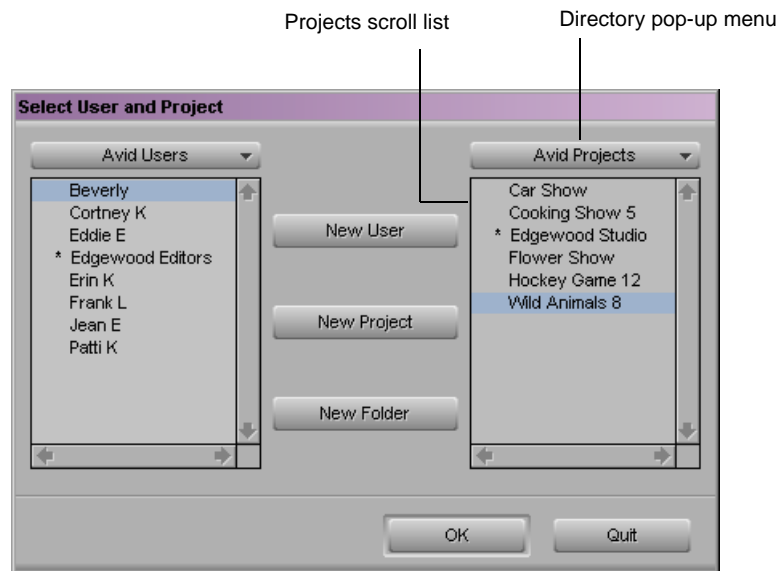 Projects scroll list
Directory pop-up menu
Select User and Project
Avid Users
Avid Projects
Beverly
Cortney K
Eddie E
* Edgewood Editors
Erin K
Frank L
Jean E
Patti K
New User
New Project
New Folder
Car Show
Cooking Show 5
* Edgewood Studio
Flower Show
Hockey Game 12
Wild Animals 8
OK
Quit